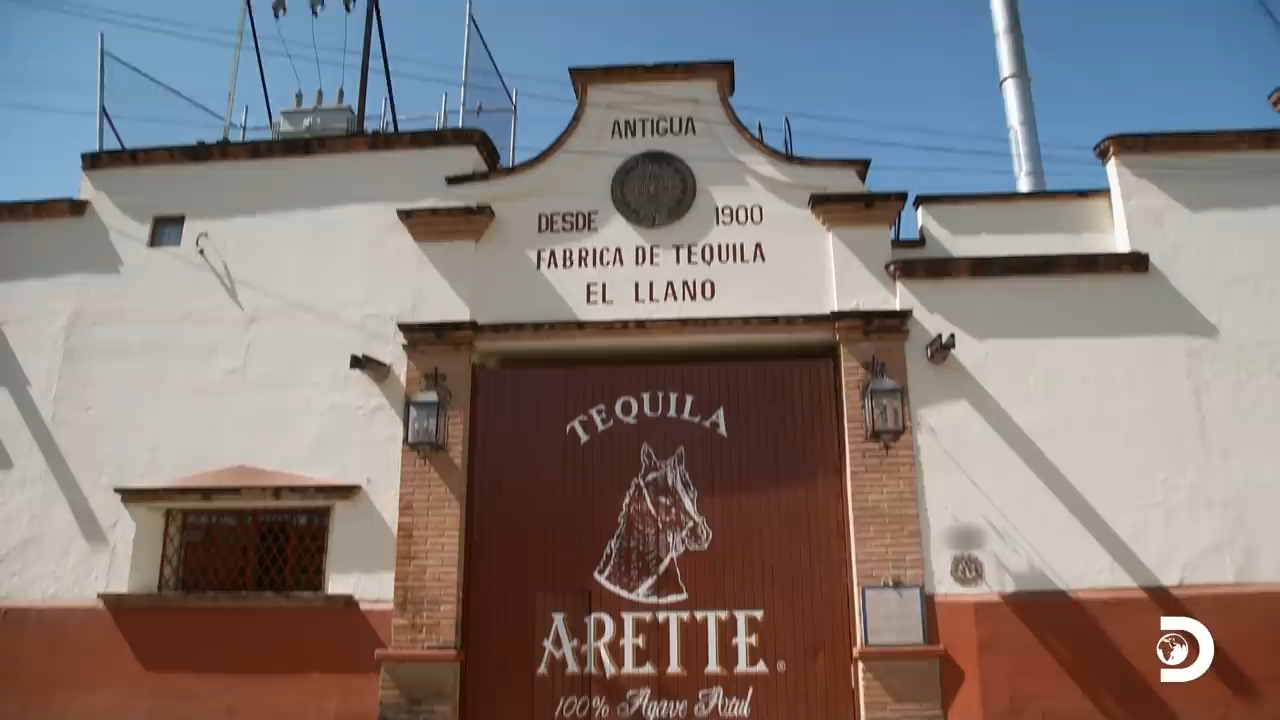 ANTIGUA
DESDE 1900
FABRICA DE TEQUILA
EL LLANO
TEQUILA
ARETTE®
100% Agave Azul